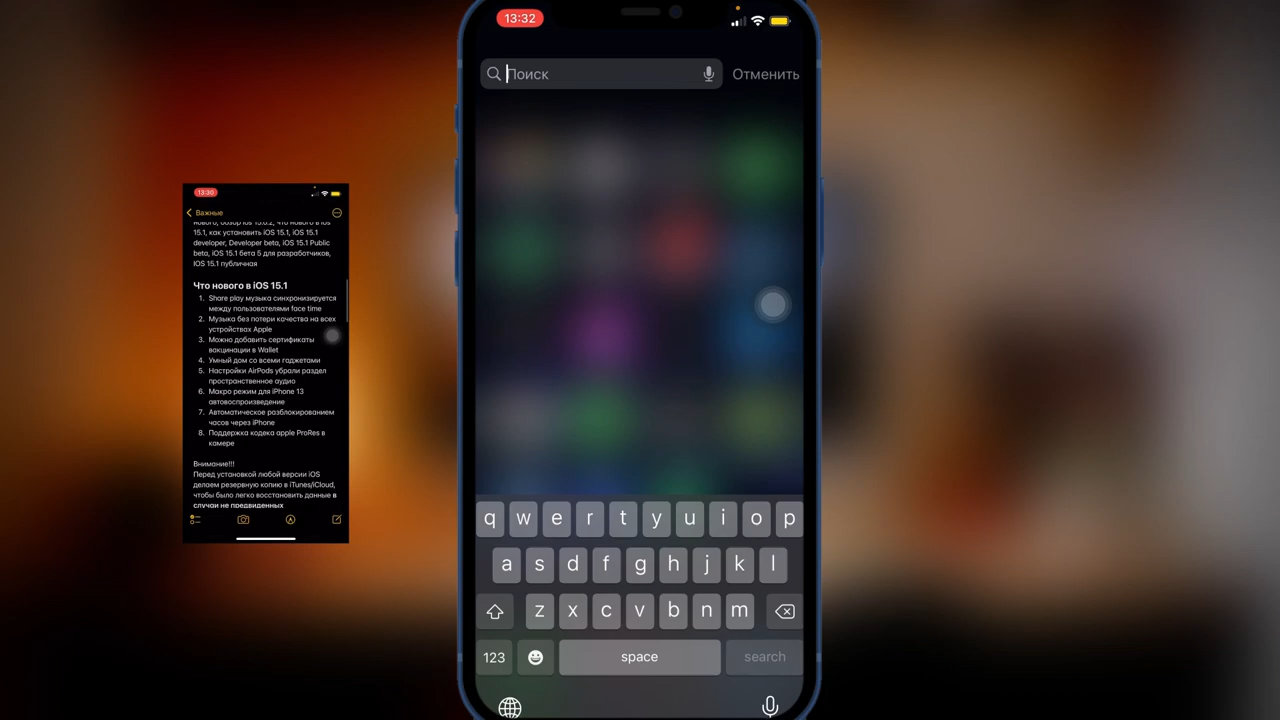 13:30
Важные
нового, обзор ios 15.0.2, что нового в ios
15.1, как установить iOS 15.1, iOS 15.1
developer, Developer beta, iOS 15.1 Public
beta, iOS 15.1 бета 5 для разработчиков,
IOS 15.1 публичная
Что нового в iOS 15.1
1. Share play музыка синхронизируется
между пользователями face time
2. Музыка без потери качества на всех
устройствах Apple
3. Можно добавить сертификаты
вакцинации в Wallet
4. Умный дом со всеми гаджетами
5. Настройки AirPods убрали раздел
пространственное аудио
6. Макро режим для iPhone 13
автовоспроизведение
7. Автоматическое разблокированием
часов через iPhone
8. Поддержка кодека apple ProRes в
камере
Внимание!!!
Перед установкой любой версии iOS
делаем резервную копию в iTunes/iCloud,
чтобы было легко восстановить данные в
случаи не предвиденных
13:32
Поиск
Отменить
q w e r t y u i o p
a s d f g h j k l
z x c v b n m
123 space search